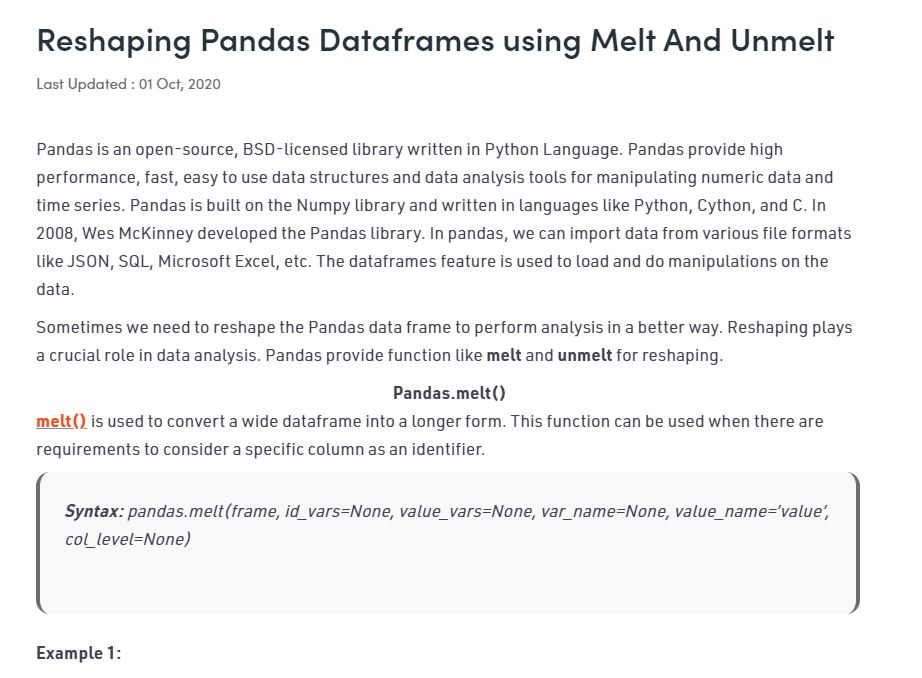 Reshaping Pandas Dataframes using Melt And Unmelt
Last Updated : 01 Oct, 2020
Pandas is an open-source, BSD-licensed library written in Python Language. Pandas provide high
performance, fast, easy to use data structures and data analysis tools for manipulating numeric data and
time series. Pandas is built on the Numpy library and written in languages like Python, Cython, and C. In
2008, Wes McKinney developed the Pandas library. In pandas, we can import data from various file formats
like JSON, SQL, Microsoft Excel, etc. The dataframes feature is used to load and do manipulations on the
data.
Sometimes we need to reshape the Pandas data frame to perform analysis in a better way. Reshaping plays
a crucial role in data analysis. Pandas provide function like melt and unmelt for reshaping.
Pandas.melt()
melt() is used to convert a wide dataframe into a longer form. This function can be used when there are
requirements to consider a specific column as an identifier.
Syntax: pandas.melt(frame, id_vars=None, value_vars=None, var_name=None, value_name=’value’,
col_level=None)
Example 1: